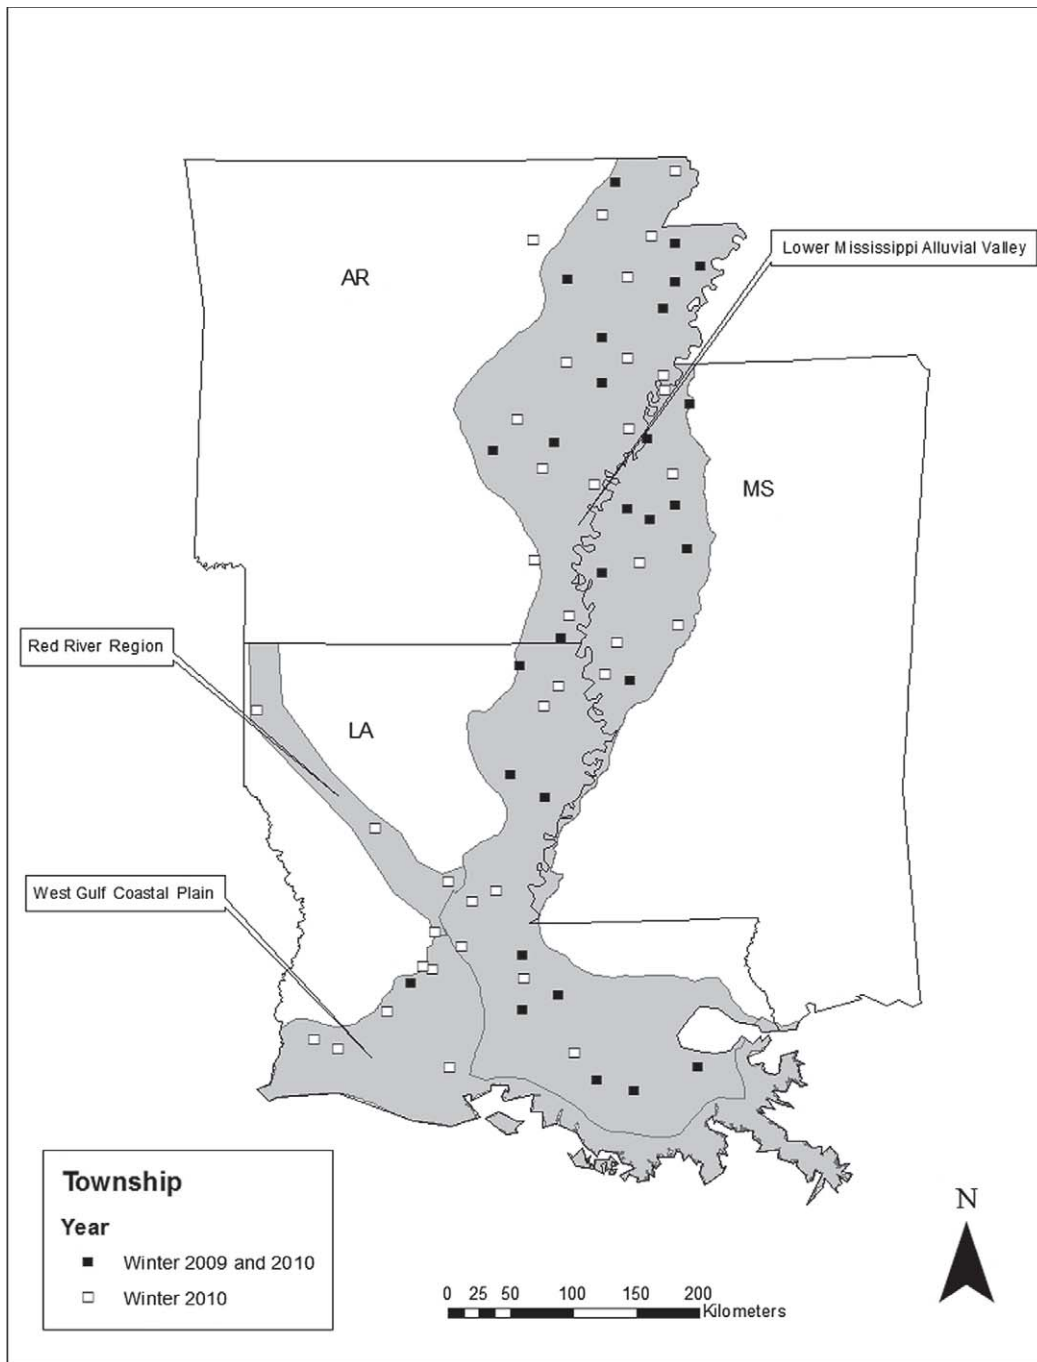 Lower Mississippi Alluvial Valley
AR
MS
Red River Region
LA
West Gulf Coastal Plain
Township
Year
Winter 2009 and 2010
Winter 2010
N
0 25 50 100 150 200
Kilometers